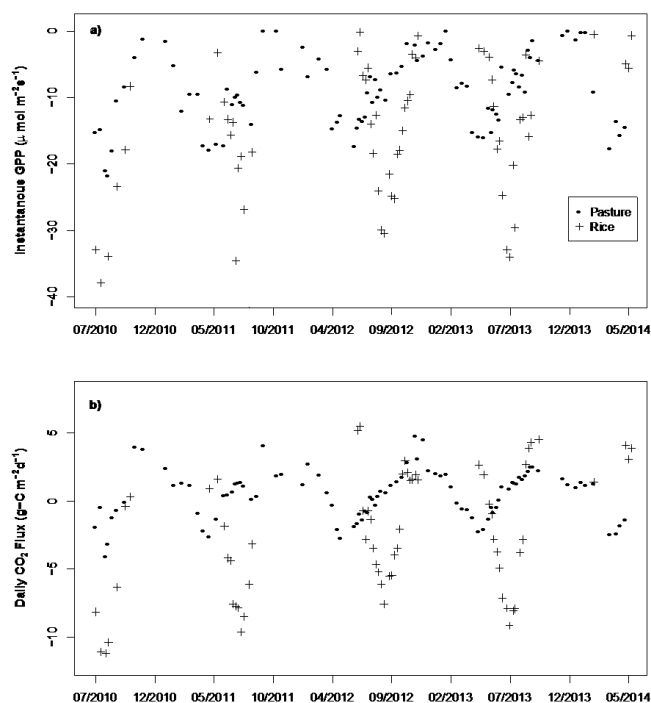 a)
Instantanous GPP (μ mol m⁻²s⁻¹)
0
−10
−20
−30
−40
Pasture
Rice
07/2010 12/2010 05/2011 10/2011 04/2012 09/2012 02/2013 07/2013 12/2013 05/2014
b)
Daily CO₂ Flux (g−C m⁻²d⁻¹)
5
0
−5
−10
07/2010 12/2010 05/2011 10/2011 04/2012 09/2012 02/2013 07/2013 12/2013 05/2014